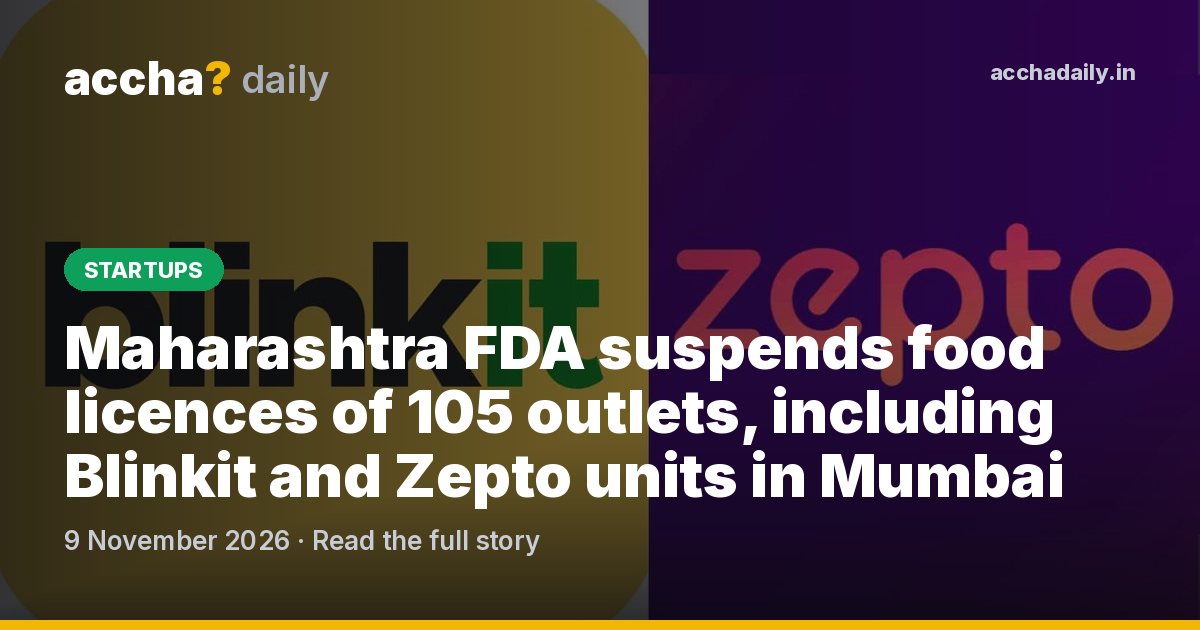 accha? daily
acchadaily.in
blinkit
zepto
STARTUPS
Maharashtra FDA suspends food
licences of 105 outlets, including
Blinkit and Zepto units in Mumbai
9 November 2026 · Read the full story